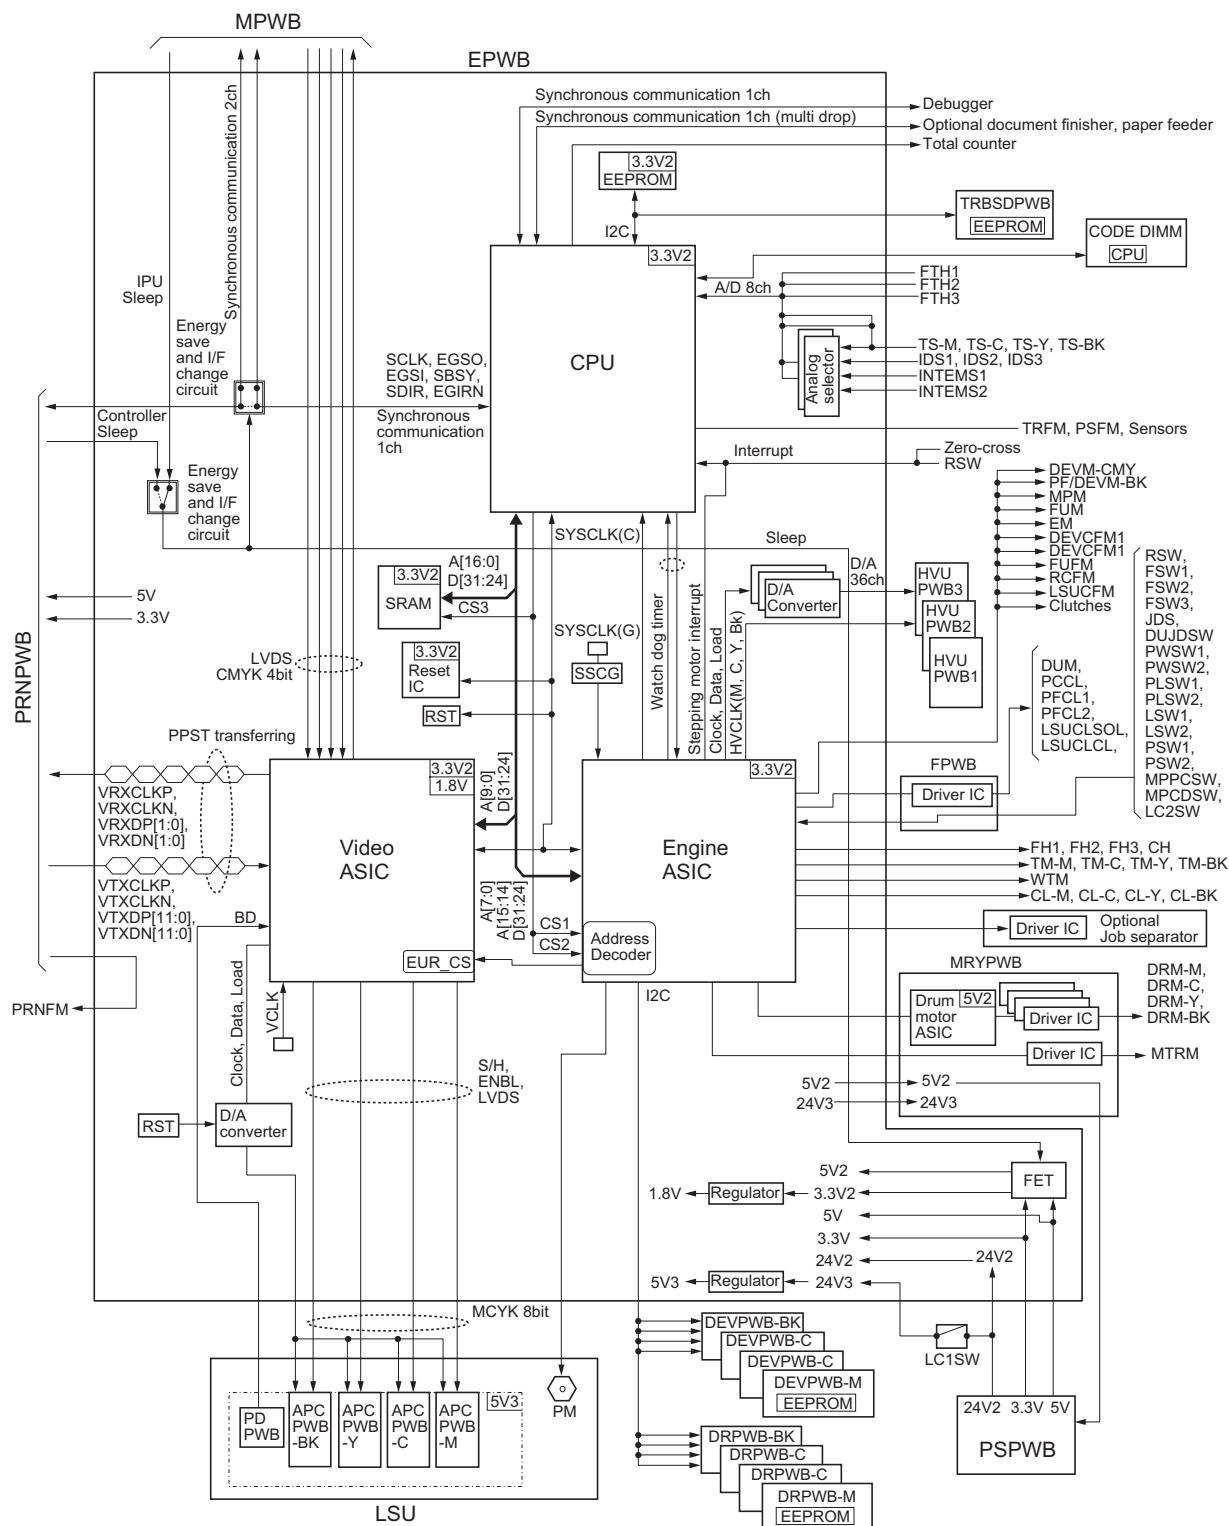 MPWB
EPWB
Synchronous communication 2ch
IPU
Sleep
Energy
save
and I/F
change
circuit
Synchronous communication 1ch
Debugger
Synchronous communication 1ch (multi drop)
Optional document finisher, paper feeder
Total counter
3.3V2
EEPROM
I2C
TRBSDPWB
EEPROM
CODE DIMM
CPU
3.3V2
CPU
A/D 8ch
FTH1
FTH2
FTH3
Analog
selector
TS-M, TS-C, TS-Y, TS-BK
IDS1, IDS2, IDS3
INTEMS1
INTEMS2
SCLK, EGSO,
EGSI, SBSY,
SDIR, EGIRN
Synchronous
communication
1ch
Controller
Sleep
Energy
save
and I/F
change
circuit
TRFM, PSFM, Sensors
Interrupt
Zero-cross
RSW
DEVM-CMY
PF/DEVM-BK
MPM
FUM
EM
DEVCFM1
DEVCFM1
FUFM
RCFM
LSUCFM
Clutches
RSW,
FSW1,
FSW2,
FSW3,
JDS,
DUJDSW
PWSW1,
PWSW2,
PLSW1,
PLSW2,
LSW1,
LSW2,
PSW1,
PSW2,
MPPCSW,
MPCDSW,
LC2SW
SYSCLK(C)
Sleep
A[16:0]
D[31:24]
3.3V2
SRAM
CS3
SYSCLK(G)
SSCG
3.3V2
Reset
IC
RST
Watch dog timer
Stepping motor interrupt
Clock, Data, Load
HVCLK(M, C, Y, Bk)
D/A
Converter
D/A
36ch
HVU
PWB3
HVU
PWB2
HVU
PWB1
DUM,
PCCL,
PFCL1,
PFCL2,
LSUCLSOL,
LSUCLCL,
PRNPWB
5V
3.3V
LVDS
CMYK 4bit
PPST transferring
VRXCLKP,
VRXCLKN,
VRXDP[1:0]
VRXDN[1:0]
VTXCLKP,
VTXCLKN,
VTXDP[11:0]
VTXDN[11:0]
3.3V2
1.8V
Video
ASIC
A[9:0]
D[31:24]
A[7:0]
A[15:14]
D[31:24]
3.3V2
Engine
ASIC
FPWB
Driver IC
FH1, FH2, FH3, CH
TM-M, TM-C, TM-Y, TM-BK
WTM
CL-M, CL-C, CL-Y, CL-BK
BD
CS1
CS2
Address
Decoder
EUR_CS
Driver IC
Optional
Job separator
PRNFM
Clock, Data, Load
VCLK
I2C
MRYPWB
Drum
motor
ASIC
5V2
Driver IC
DRM-M,
DRM-C,
DRM-Y,
DRM-BK
Driver IC
MTRM
S/H,
ENBL,
LVDS
5V2
5V2
24V3
24V3
RST
D/A
converter
FET
5V2
1.8V
Regulator
3.3V2
5V
3.3V
24V2
24V2
5V3
Regulator
24V3
MCYK 8bit
LC1SW
DEVPWB-BK
DEVPWB-C
DEVPWB-C
DEVPWB-M
EEPROM
PD
PWB
APC
PWB
-BK
APC
PWB
-Y
APC
PWB
-C
APC
PWB
-M
5V3
PM
LSU
24V2 3.3V 5V
PSPWB
DRPWB-BK
DRPWB-C
DRPWB-C
DRPWB-M
EEPROM